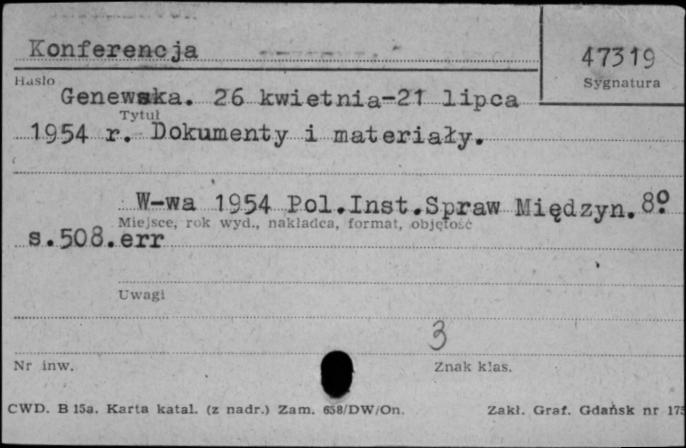 Konferencja
47319
Hasło
Sygnatura
Genewska. 26 kwietnia-21 lipca
Tytuł
1954 r. Dokumenty i materiały.
W-wa 1954 Pol.Inst.Spraw Międzyn. 8º
Miejsce, rok wyd., nakładca, format, objętość
s.508.err
Uwagi
3
Nr inw.
Znak klas.
CWD. B 15a. Karta katal. (z nadr.) Zam. 658/DW/On.
Zakł. Graf. Gdańsk nr 175